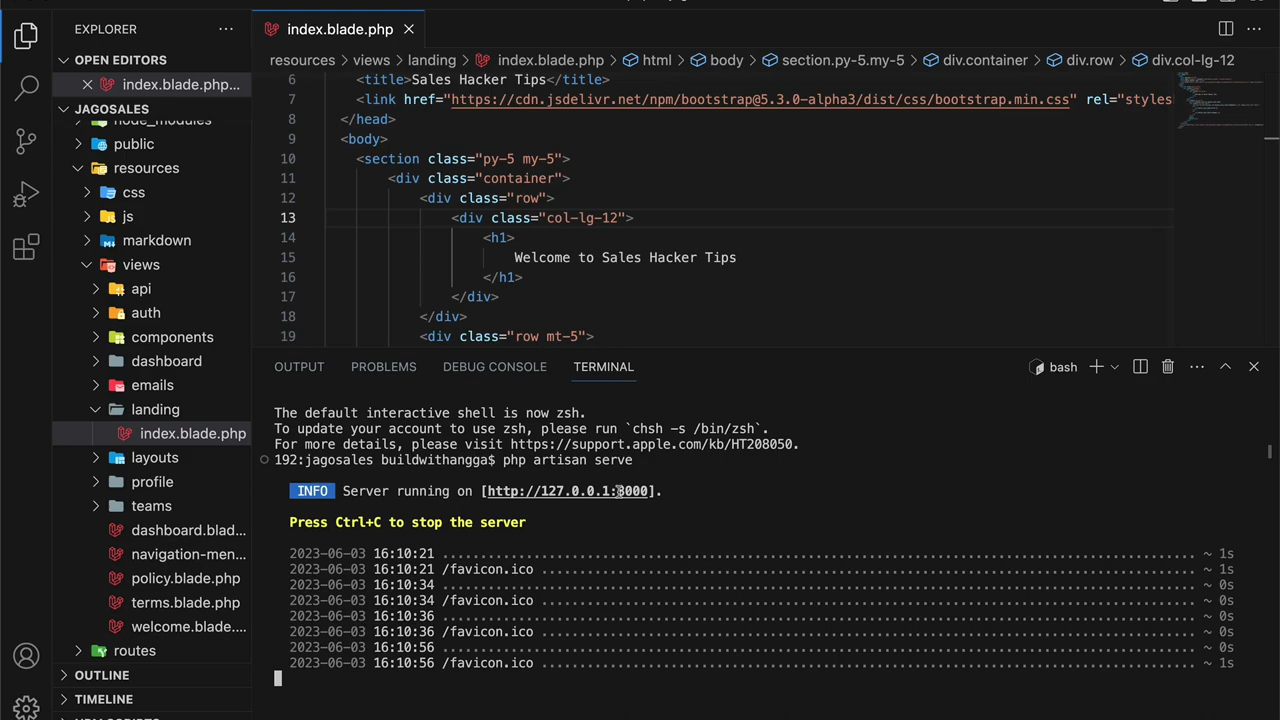 EXPLORER
OPEN EDITORS
index.blade.php...
JAGOSALES
node_modules
public
resources
css
js
markdown
views
api
auth
components
dashboard
emails
landing
index.blade.php
layouts
profile
teams
dashboard.blad...
navigation-men...
policy.blade.php
terms.blade.php
welcome.blade....
routes
OUTLINE
TIMELINE
index.blade.php
resources > views > landing > index.blade.php > html > body > section.py-5.my-5 > div.container > div.row > div.col-lg-12
6 <title>Sales Hacker Tips</title>
7 <link href="https://cdn.jsdelivr.net/npm/bootstrap@5.3.0-alpha3/dist/css/bootstrap.min.css" rel="styles
8 </head>
9 <body>
10 <section class="py-5 my-5">
11 <div class="container">
12 <div class="row">
13 <div class="col-lg-12">
14 <h1>
15 Welcome to Sales Hacker Tips
16 </h1>
17 </div>
18 </div>
19 <div class="row mt-5">
OUTPUT PROBLEMS DEBUG CONSOLE TERMINAL bash
The default interactive shell is now zsh.
To update your account to use zsh, please run `chsh -s /bin/zsh`.
For more details, please visit https://support.apple.com/kb/HT208050.
192:jagosales buildwithangga$ php artisan serve
INFO Server running on [http://127.0.0.1:8000].
Press Ctrl+C to stop the server
2023-06-03 16:10:21 ........ ~ 1s
2023-06-03 16:10:21 /favicon.ico ........ ~ 1s
2023-06-03 16:10:34 ........ ~ 0s
2023-06-03 16:10:34 /favicon.ico ........ ~ 0s
2023-06-03 16:10:36 ........ ~ 0s
2023-06-03 16:10:36 /favicon.ico ........ ~ 0s
2023-06-03 16:10:56 ........ ~ 0s
2023-06-03 16:10:56 /favicon.ico ........ ~ 1s